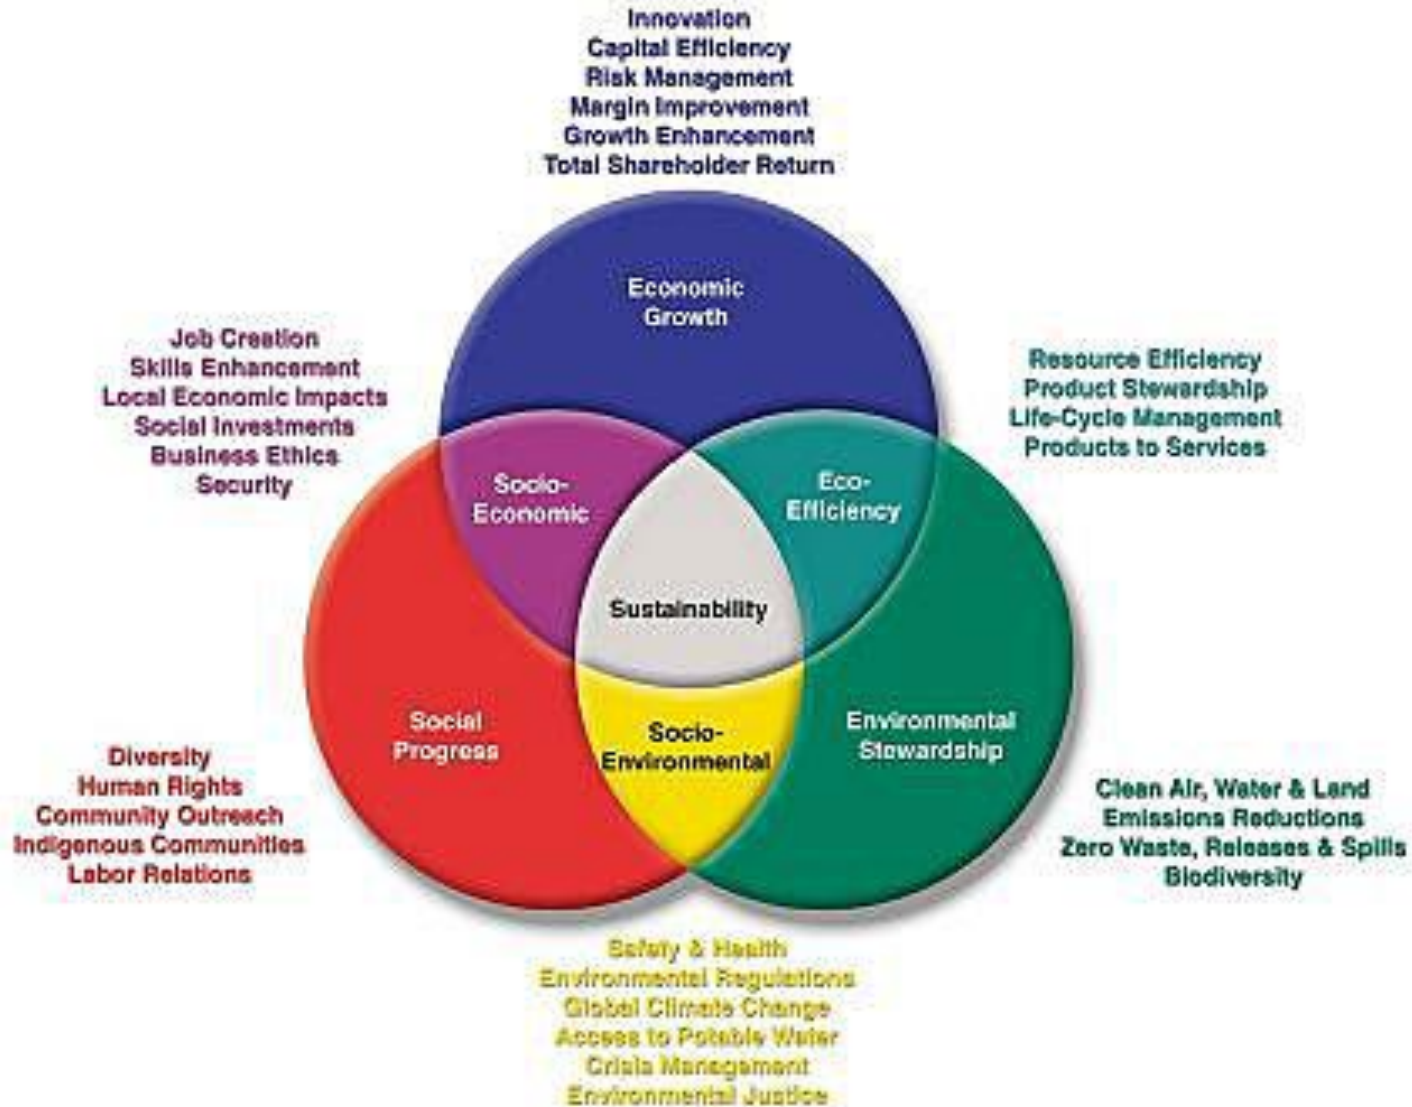 Innovation
Capital Efficiency
Risk Management
Margin Improvement
Growth Enhancement
Total Shareholder Return
Economic
Growth
Job Creation
Skills Enhancement
Local Economic Impacts
Social Investments
Business Ethics
Security
Resource Efficiency
Product Stewardship
Life-Cycle Management
Products to Services
Socio-
Economic
Eco-
Efficiency
Sustainability
Social
Progress
Socio-
Environmental
Environmental
Stewardship
Diversity
Human Rights
Community Outreach
Indigenous Communities
Labor Relations
Clean Air, Water & Land
Emissions Reductions
Zero Waste, Releases & Spills
Biodiversity
Safety & Health
Environmental Regulations
Global Climate Change
Access to Potable Water
Crisis Management
Environmental Justice